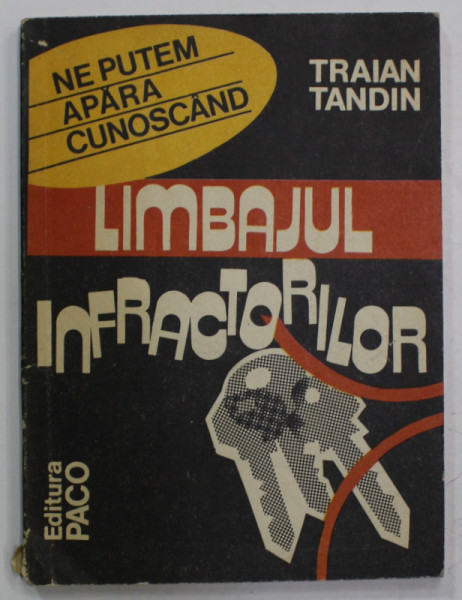 NE PUTEM
APĂRA
CUNOSCÂND
TRAIAN
TANDIN
LIMBAJUL
INFRACTORILOR
Editura
PACO